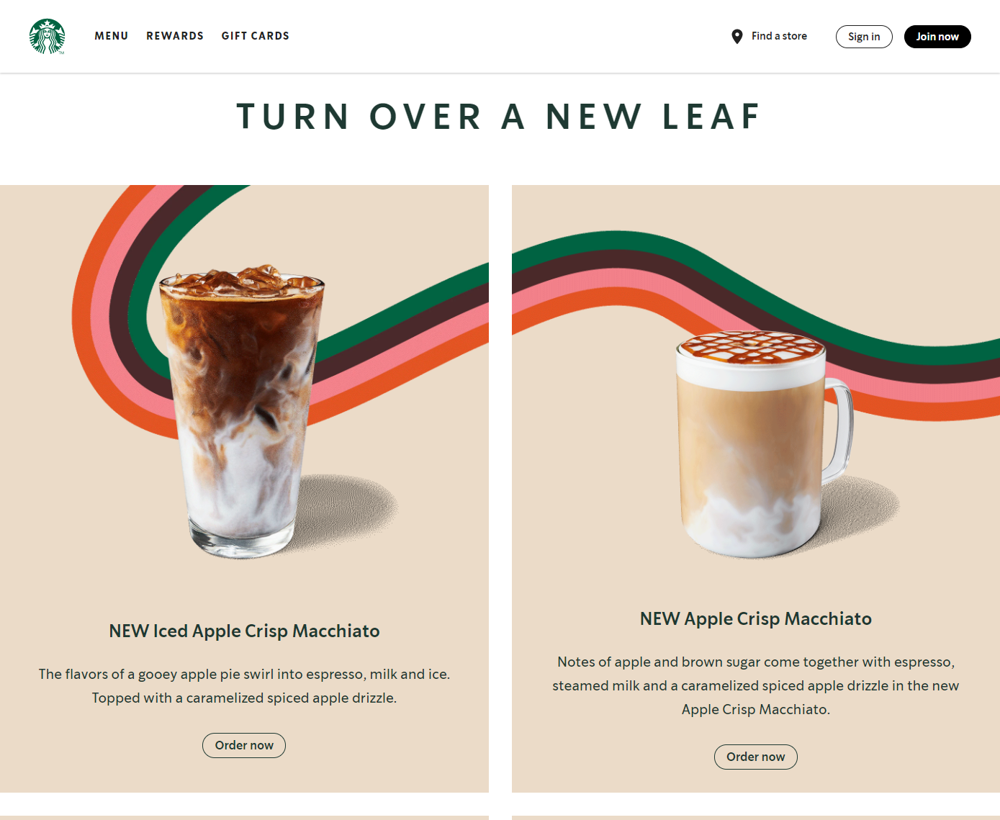 MENU REWARDS GIFT CARDS Find a store Sign in Join now
TURN OVER A NEW LEAF
NEW Iced Apple Crisp Macchiato
The flavors of a gooey apple pie swirl into espresso, milk and ice.
Topped with a caramelized spiced apple drizzle.
Order now
NEW Apple Crisp Macchiato
Notes of apple and brown sugar come together with espresso,
steamed milk and a caramelized spiced apple drizzle in the new
Apple Crisp Macchiato.
Order now